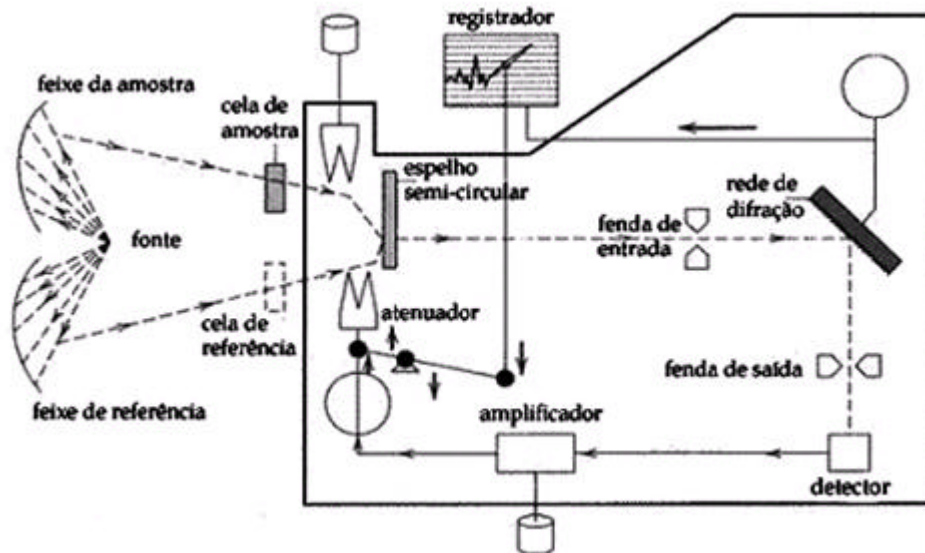 registrador
feixe da amostra
cela de
amostra
espelho
semi-circular
rede de
difração
fenda de
entrada
fonte
cela de
referência
atenuador
fenda de saída
feixe de referência
amplificador
detector